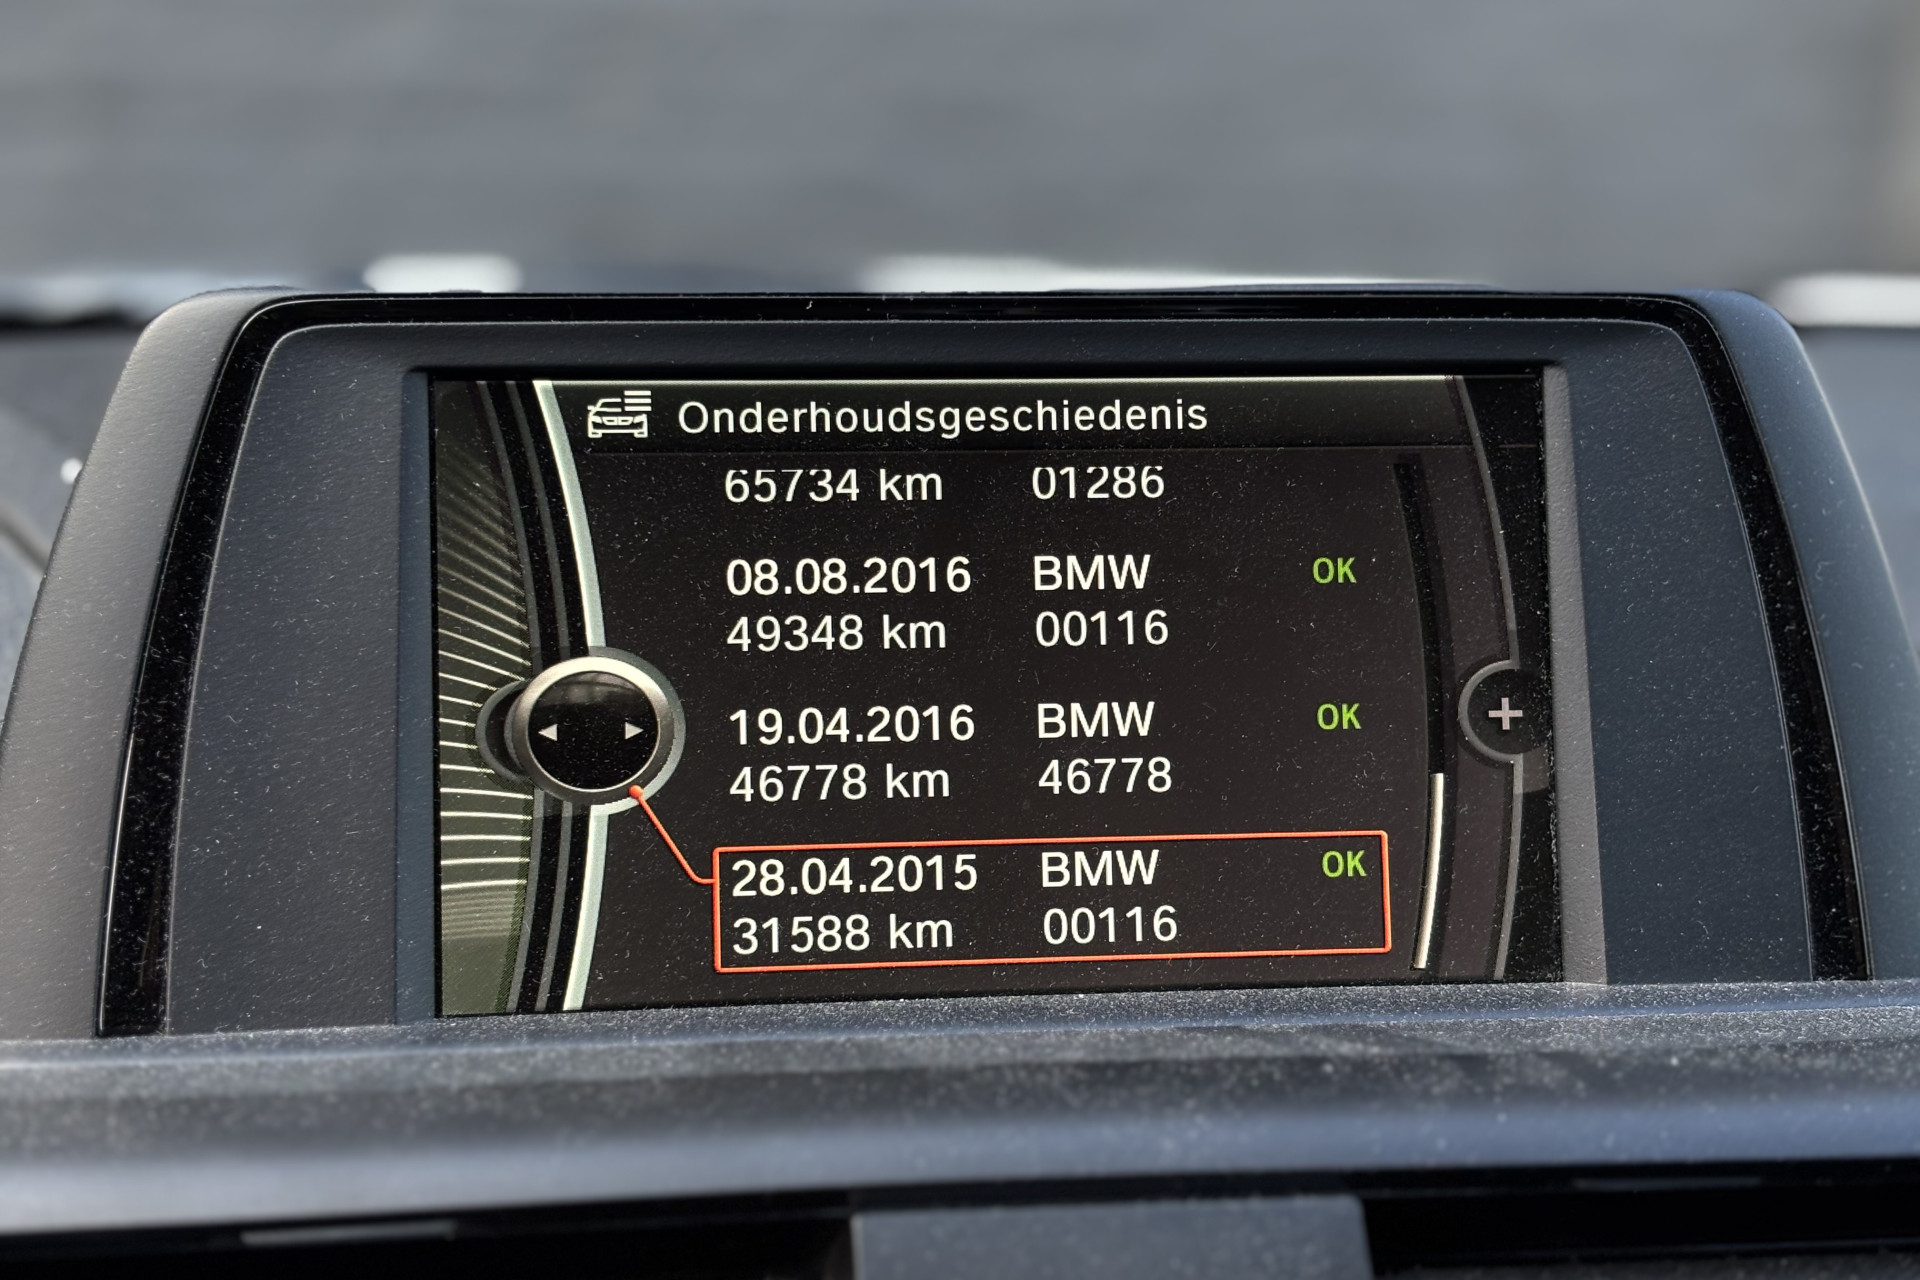 Onderhoudsgeschiedenis
65734 km 01286
08.08.2016 BMW OK
49348 km 00116
19.04.2016 BMW OK
46778 km 46778
28.04.2015 BMW OK
31588 km 00116